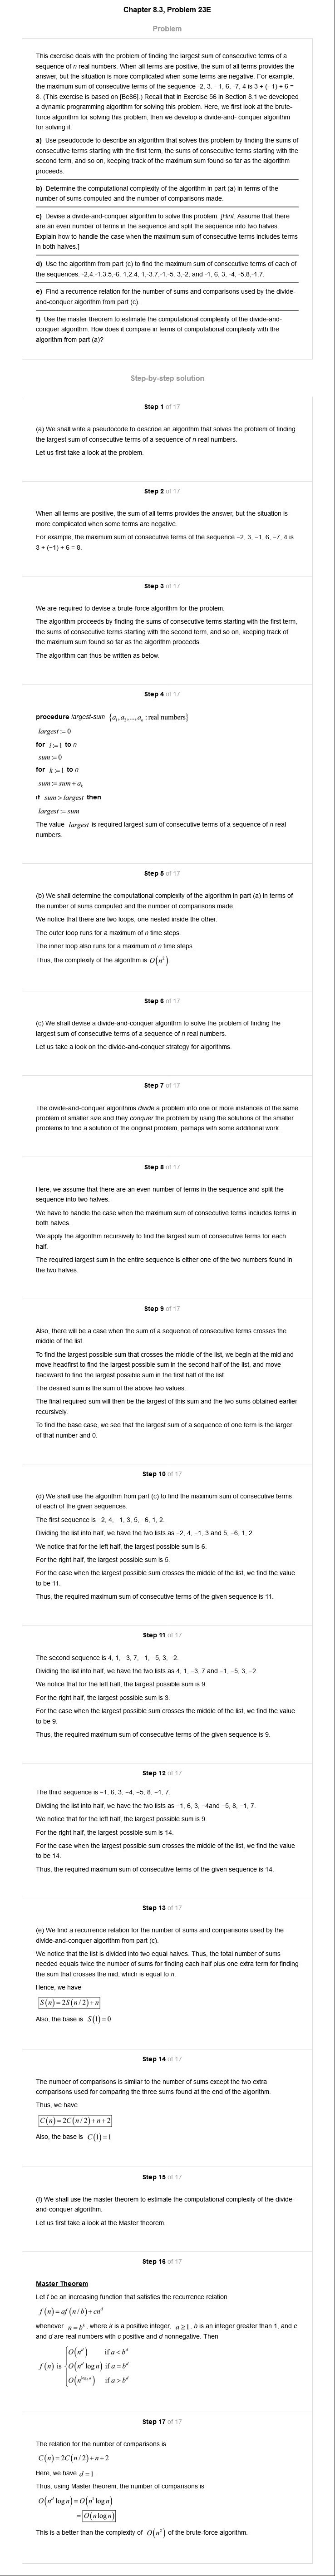 Chapter 8.3, Problem 23E
Problem
This exercise deals with the problem of finding the largest sum of consecutive terms of a
sequence of n real numbers. When all terms are positive, the sum of all terms provides the
answer, but the situation is more complicated when some terms are negative. For example,
the maximum sum of consecutive terms of the sequence -2, 3. - 1, 6, -7, 4 is 3 + (- 1) + 6 =
8. (This exercise is based on [Be86].) Recall that in Exercise 56 in Section 8.1 we developed
a dynamic programming algorithm for solving this problem. Here, we first look at the brute-
force algorithm for solving this problem; then we develop a divide-and- conquer algorithm
for solving it.
a) Use pseudocode to describe an algorithm that solves this problem by finding the sums of
consecutive terms starting with the first term, the sums of consecutive terms starting with the
second term, and so on, keeping track of the maximum sum found so far as the algorithm
proceeds.
b) Determine the computational complexity of the algorithm in part (a) in terms of the
number of sums computed and the number of comparisons made.
c) Devise a divide-and-conquer algorithm to solve this problem. [Hint: Assume that there
are an even number of terms in the sequence and split the sequence into two halves.
Explain how to handle the case when the maximum sum of consecutive terms includes terms
in both halves.]
d) Use the algorithm from part (c) to find the maximum sum of consecutive terms of each of
the sequences: -2,4.-1.3.5,-6. 1,2.4, 1,-3.7,-1.-5. 3,-2; and -1, 6, 3, -4, -5,8,-1.7.
e) Find a recurrence relation for the number of sums and comparisons used by the divide-
and-conquer algorithm from part (c).
f) Use the master theorem to estimate the computational complexity of the divide-and-
conquer algorithm. How does it compare in terms of computational complexity with the
algorithm from part (a)?
Step-by-step solution
Step 1 of 17
(a) We shall write a pseudocode to describe an algorithm that solves the problem of finding
the largest sum of consecutive terms of a sequence of n real numbers.
Let us first take a look at the problem.
Step 2 of 17
When all terms are positive, the sum of all terms provides the answer, but the situation is
more complicated when some terms are negative.
For example, the maximum sum of consecutive terms of the sequence −2, 3, −1, 6, −7, 4 is
3 + (−1) + 6 = 8.
Step 3 of 17
We are required to devise a brute-force algorithm for the problem.
The algorithm proceeds by finding the sums of consecutive terms starting with the first term,
the sums of consecutive terms starting with the second term, and so on, keeping track of
the maximum sum found so far as the algorithm proceeds.
The algorithm can thus be written as below.
Step 4 of 17
procedure largest-sum {a₁, a₂, ..., aₙ : real numbers}
largest := 0
for i := 1 to n
sum := 0
for k := 1 to n
sum := sum + aₖ
if sum > largest then
largest := sum
The value largest is required largest sum of consecutive terms of a sequence of n real
numbers.
Step 5 of 17
(b) We shall determine the computational complexity of the algorithm in part (a) in terms of
the number of sums computed and the number of comparisons made.
We notice that there are two loops, one nested inside the other.
The outer loop runs for a maximum of n time steps.
The inner loop also runs for a maximum of n time steps.
Thus, the complexity of the algorithm is O(n²).
Step 6 of 17
(c) We shall devise a divide-and-conquer algorithm to solve the problem of finding the
largest sum of consecutive terms of a sequence of n real numbers.
Let us take a look on the divide-and-conquer strategy for algorithms.
Step 7 of 17
The divide-and-conquer algorithms divide a problem into one or more instances of the same
problem of smaller size and they conquer the problem by using the solutions of the smaller
problems to find a solution of the original problem, perhaps with some additional work.
Step 8 of 17
Here, we assume that there are an even number of terms in the sequence and split the
sequence into two halves.
We have to handle the case when the maximum sum of consecutive terms includes terms in
both halves.
We apply the algorithm recursively to find the largest sum of consecutive terms for each
half.
The required largest sum in the entire sequence is either one of the two numbers found in
the two halves.
Step 9 of 17
Also, there will be a case when the sum of a sequence of consecutive terms crosses the
middle of the list.
To find the largest possible sum that crosses the middle of the list, we begin at the mid and
move headfirst to find the largest possible sum in the second half of the list, and move
backward to find the largest possible sum in the first half of the list
The desired sum is the sum of the above two values.
The final required sum will then be the largest of this sum and the two sums obtained earlier
recursively.
To find the base case, we see that the largest sum of a sequence of one term is the larger
of that number and 0.
Step 10 of 17
(d) We shall use the algorithm from part (c) to find the maximum sum of consecutive terms
of each of the given sequences.
The first sequence is −2, 4, −1, 3, 5, −6, 1, 2.
Dividing the list into half, we have the two lists as −2, 4, −1, 3 and 5, −6, 1, 2.
We notice that for the left half, the largest possible sum is 6.
For the right half, the largest possible sum is 5.
For the case when the largest possible sum crosses the middle of the list, we find the value
to be 11.
Thus, the required maximum sum of consecutive terms of the given sequence is 11.
Step 11 of 17
The second sequence is 4, 1, −3, 7, −1, −5, 3, −2.
Dividing the list into half, we have the two lists as 4, 1, −3, 7 and −1, −5, 3, −2.
We notice that for the left half, the largest possible sum is 9.
For the right half, the largest possible sum is 3.
For the case when the largest possible sum crosses the middle of the list, we find the value
to be 9.
Thus, the required maximum sum of consecutive terms of the given sequence is 9.
Step 12 of 17
The third sequence is −1, 6, 3, −4, −5, 8, −1, 7.
Dividing the list into half, we have the two lists as −1, 6, 3, −4and −5, 8, −1, 7.
We notice that for the left half, the largest possible sum is 9.
For the right half, the largest possible sum is 14.
For the case when the largest possible sum crosses the middle of the list, we find the value
to be 14.
Thus, the required maximum sum of consecutive terms of the given sequence is 14.
Step 13 of 17
(e) We find a recurrence relation for the number of sums and comparisons used by the
divide-and-conquer algorithm from part (c).
We notice that the list is divided into two equal halves. Thus, the total number of sums
needed equals twice the number of sums for finding each half plus one extra term for finding
the sum that crosses the mid, which is equal to n.
Hence, we have
S(n) = 2S(n/2) + n
Also, the base is S(1) = 0
Step 14 of 17
The number of comparisons is similar to the number of sums except the two extra
comparisons used for comparing the three sums found at the end of the algorithm.
Thus, we have
C(n) = 2C(n/2) + n + 2
Also, the base is C(1) = 1
Step 15 of 17
(f) We shall use the master theorem to estimate the computational complexity of the divide-
and-conquer algorithm.
Let us first take a look at the Master theorem.
Step 16 of 17
Master Theorem
Let f be an increasing function that satisfies the recurrence relation
f(n) = af(n/b) + cnᵈ
whenever n = bᵏ, where k is a positive integer, a ≥ 1, b is an integer greater than 1, and c
and d are real numbers with c positive and d nonnegative. Then
O(nᵈ) if a < bᵈ
f(n) is { O(nᵈ log n) if a = bᵈ
O(n^(log_b a)) if a > bᵈ
Step 17 of 17
The relation for the number of comparisons is
C(n) = 2C(n/2) + n + 2
Here, we have d = 1.
Thus, using Master theorem, the number of comparisons is
O(nᵈ log n) = O(n¹ log n)
= O(n log n)
This is a better than the complexity of O(n²) of the brute-force algorithm.